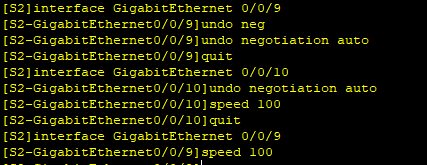 [S2]interface GigabitEthernet 0/0/9
[S2-GigabitEthernet0/0/9]undo neg
[S2-GigabitEthernet0/0/9]undo negotiation auto
[S2-GigabitEthernet0/0/9]quit
[S2]interface GigabitEthernet 0/0/10
[S2-GigabitEthernet0/0/10]undo negotiation auto
[S2-GigabitEthernet0/0/10]speed 100
[S2-GigabitEthernet0/0/10]quit
[S2]interface GigabitEthernet 0/0/9
[S2-GigabitEthernet0/0/9]speed 100